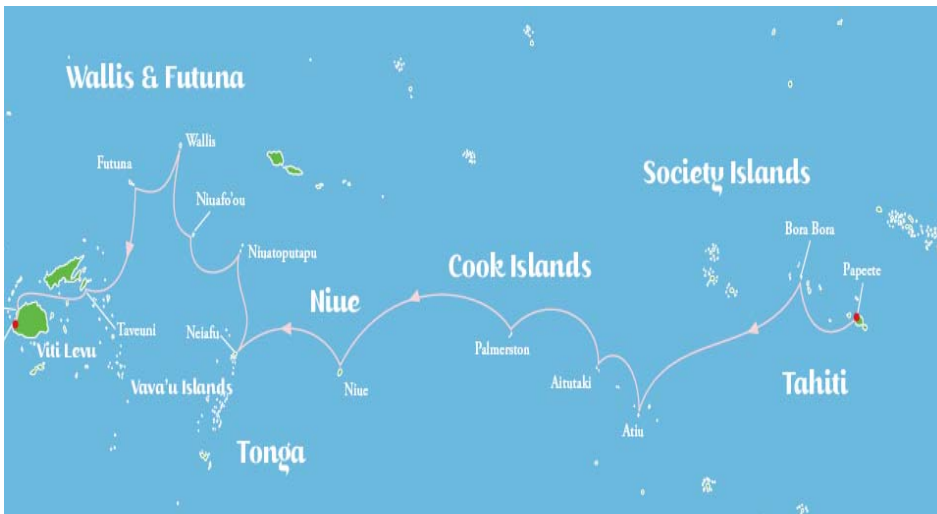 Wallis & Futuna
Wallis
Futuna
Society Islands
Niuafo'ou
Bora Bora
Niuatoputapu
Cook Islands
Papeete
Niue
Taveuni
Neiafu
Viti Levu
Palmerston
Vava'u Islands
Niue
Aitutaki
Tahiti
Atiu
Tonga